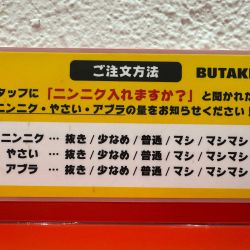 ご注文方法 BUTAK
タッフに「ニンニク入れますか?」と聞かれた
ニンニク・やさい・アブラの量をお知らせください
ニンニク … 抜き / 少なめ / 普通 / マシ / マシマシ
やさい … 抜き / 少なめ / 普通 / マシ / マシマシ
アブラ … 抜き / 少なめ / 普通 / マシ / マシマシ